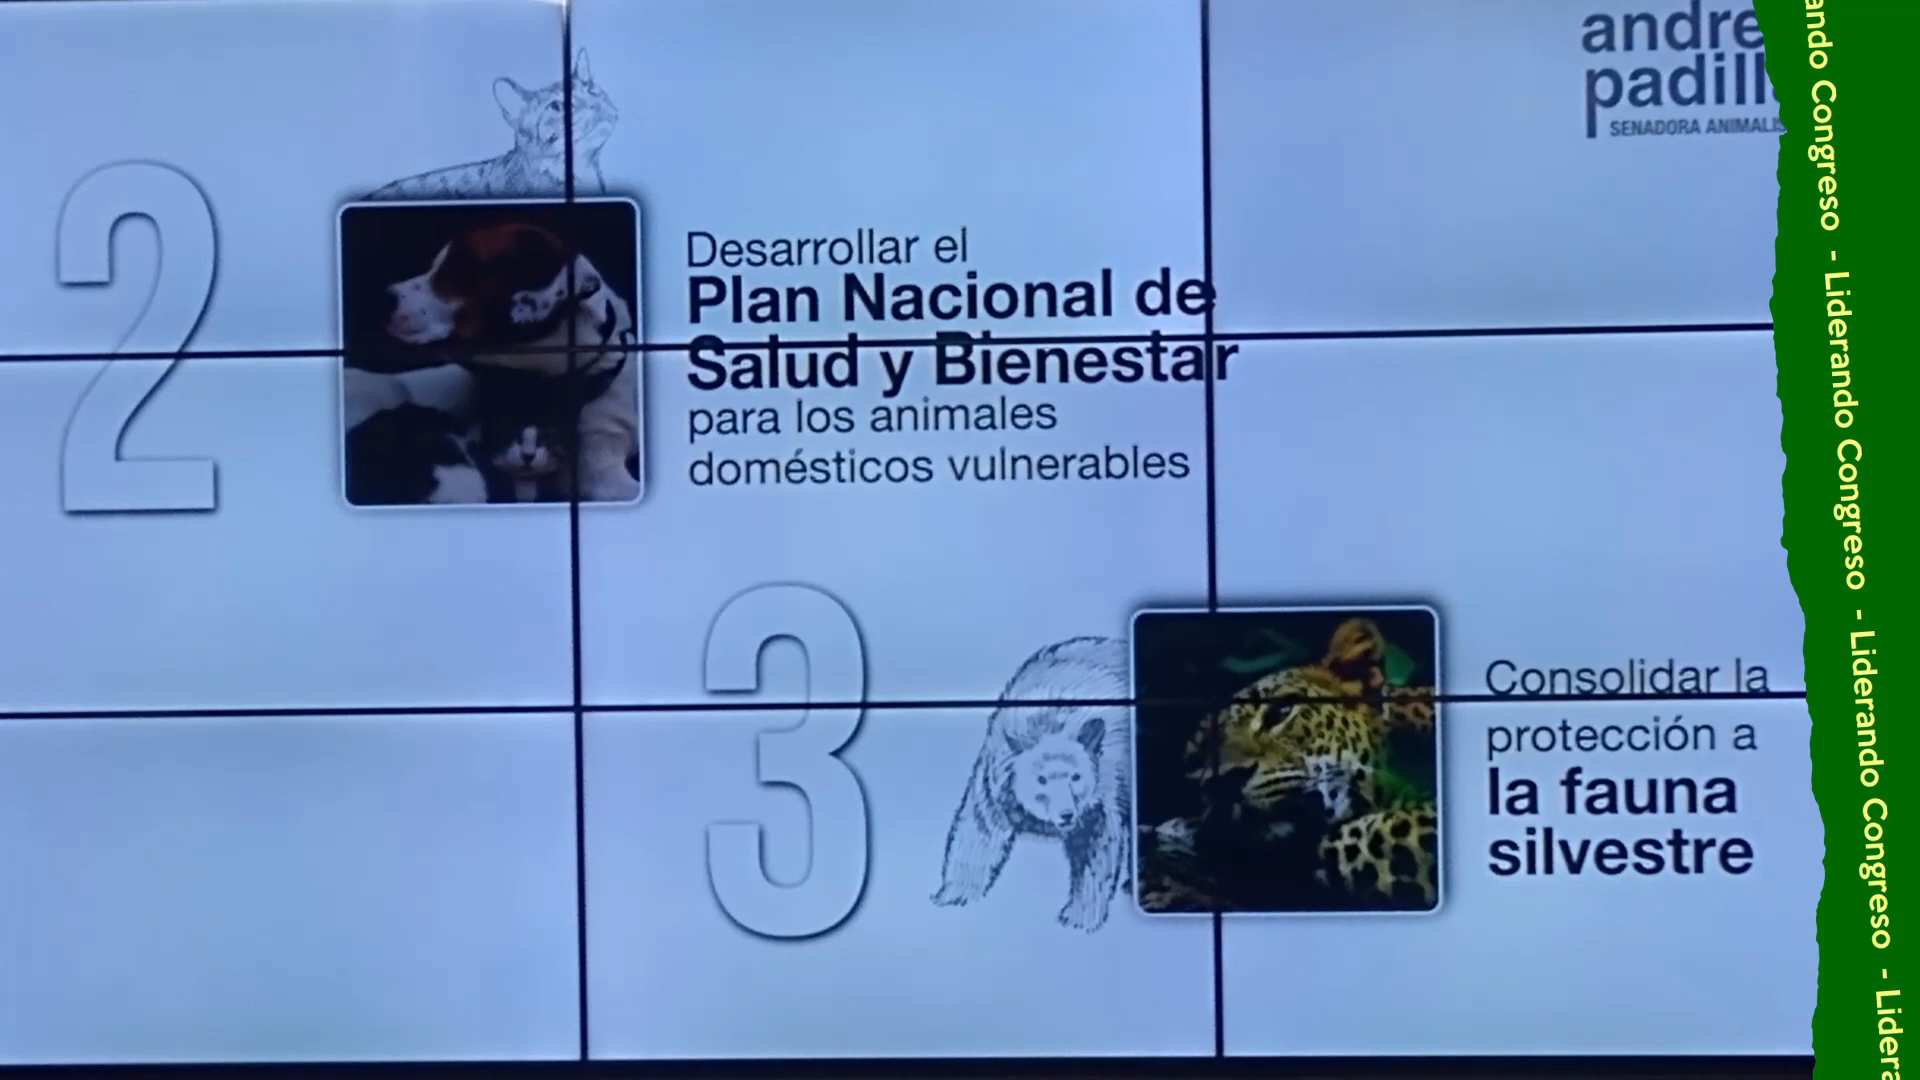 andre
padill
SENADORA ANIMALIS
2
Desarrollar el
Plan Nacional de
Salud y Bienestar
para los animales
domésticos vulnerables
3
Consolidar la
protección a
la fauna
silvestre
ando Congreso - Liderando Congreso - Liderando Congreso - Lidera